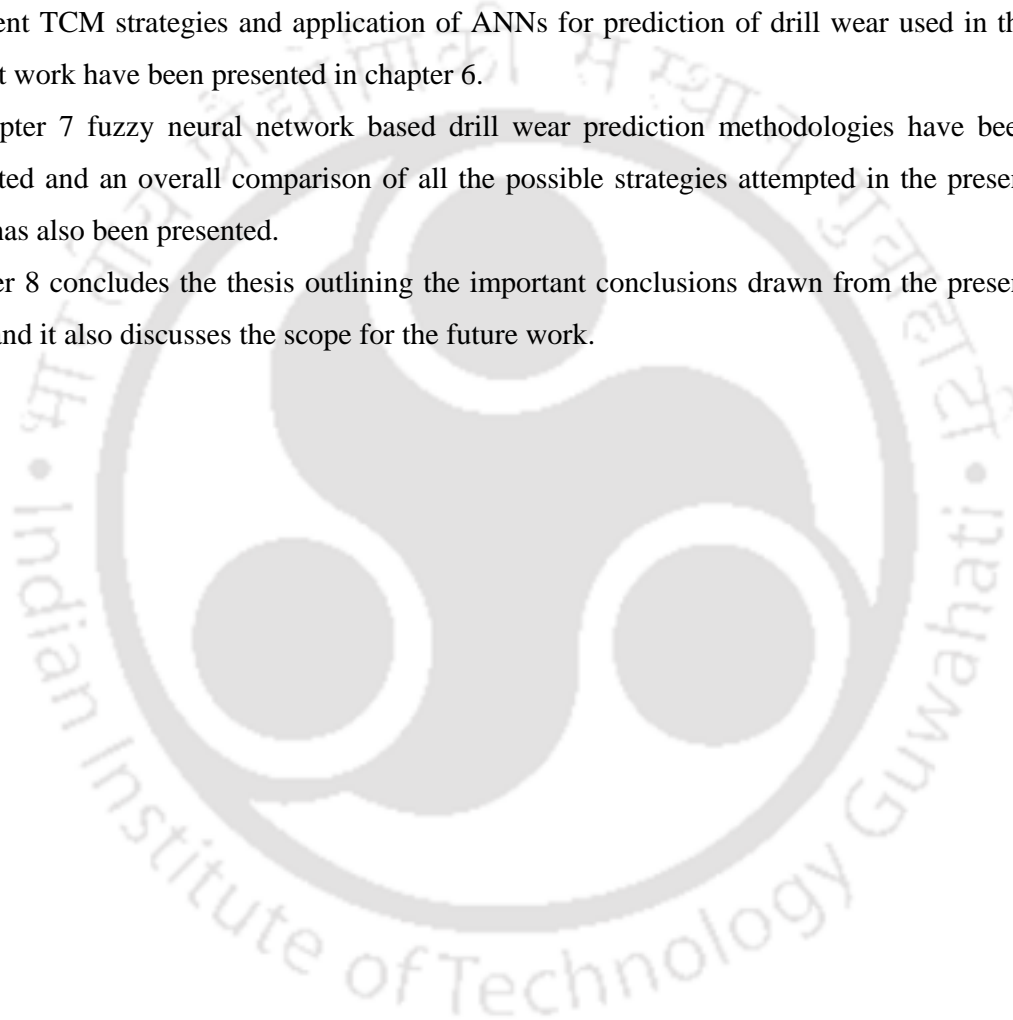 ent TCM strategies and application of ANNs for prediction of drill wear used in th
t work have been presented in chapter 6.
pter 7 fuzzy neural network based drill wear prediction methodologies have bee
ted and an overall comparison of all the possible strategies attempted in the presen
has also been presented.
er 8 concludes the thesis outlining the important conclusions drawn from the presen
and it also discusses the scope for the future work.
Indian Institute of Technology Guwahati